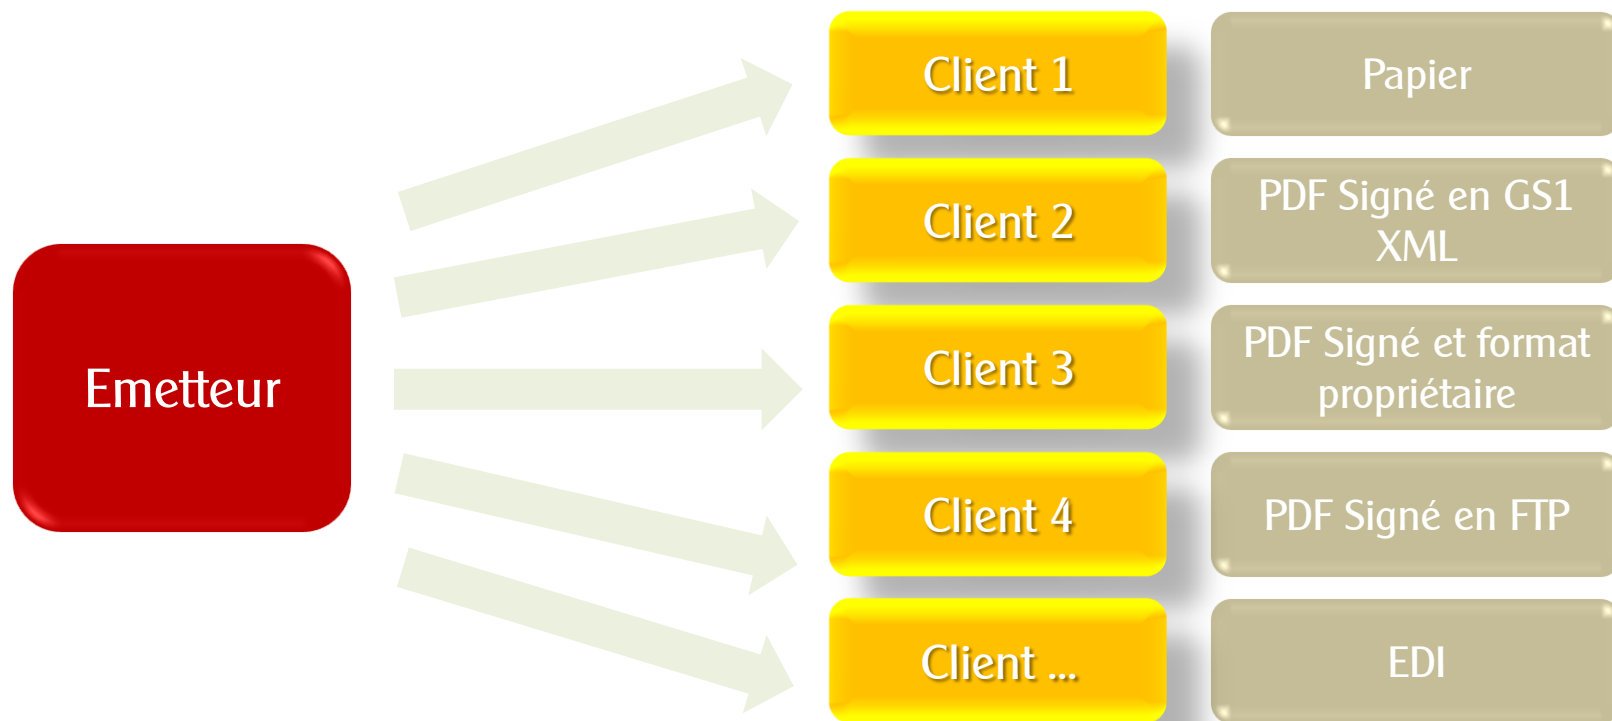 Emetteur
Client 1
Papier
Client 2
PDF Signé en GS1
XML
Client 3
PDF Signé et format
propriétaire
Client 4
PDF Signé en FTP
Client ...
EDI